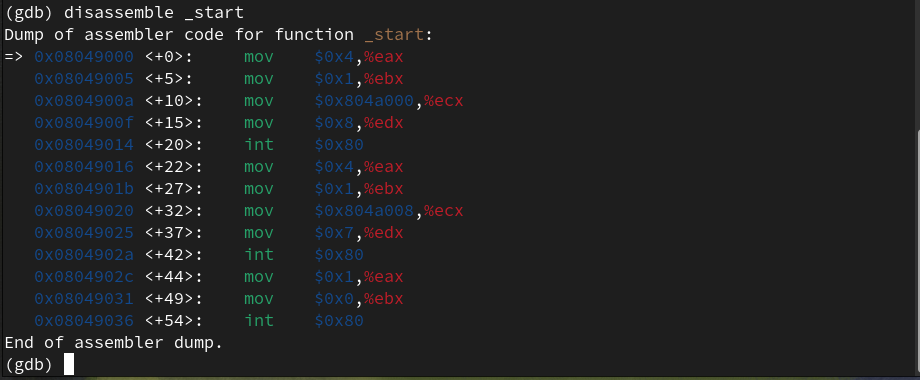 (gdb) disassemble _start
Dump of assembler code for function _start:
=> 0x08049000 <+0>:     mov    $0x4,%eax
   0x08049005 <+5>:     mov    $0x1,%ebx
   0x0804900a <+10>:    mov    $0x804a000,%ecx
   0x0804900f <+15>:    mov    $0x8,%edx
   0x08049014 <+20>:    int    $0x80
   0x08049016 <+22>:    mov    $0x4,%eax
   0x0804901b <+27>:    mov    $0x1,%ebx
   0x08049020 <+32>:    mov    $0x804a008,%ecx
   0x08049025 <+37>:    mov    $0x7,%edx
   0x0804902a <+42>:    int    $0x80
   0x0804902c <+44>:    mov    $0x1,%eax
   0x08049031 <+49>:    mov    $0x0,%ebx
   0x08049036 <+54>:    int    $0x80
End of assembler dump.
(gdb)